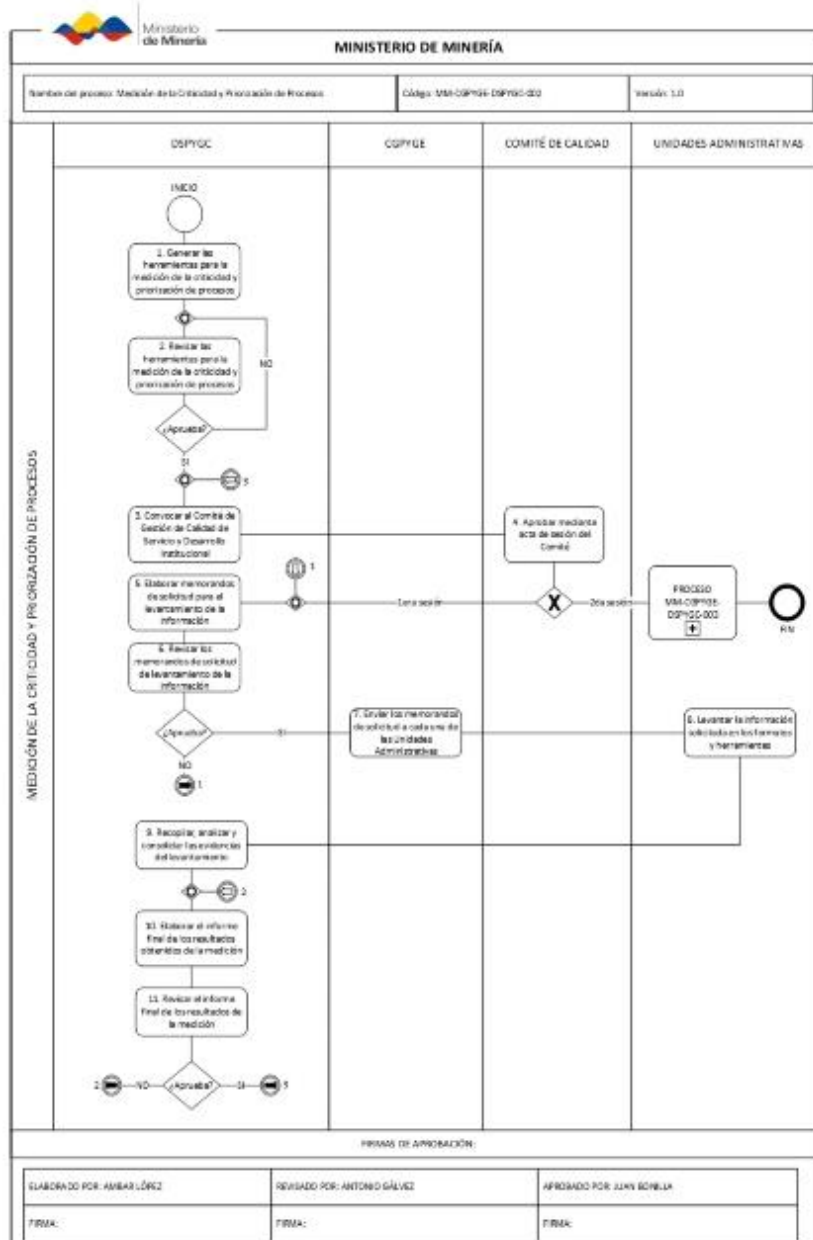 Ministerio
de Minería
MINISTERIO DE MINERÍA
Nombre del proceso: Medición de la Criticidad y Priorización de Procesos
Código: MM-CGPYGE-DSPYGC-002
Versión: 1.0
DSPYGC
CGPYGE
COMITÉ DE CALIDAD
UNIDADES ADMINISTRATIVAS
MEDICIÓN DE LA CRITICIDAD Y PRIORIZACIÓN DE PROCESOS
INICIO
1. Generar las
herramientas para la
medición de la criticidad y
priorización de procesos
2. Revisar las
herramientas para la
medición de la criticidad y
priorización de procesos
NO
¿Aprueba?
SI
3
3. Convocar al Comité de
Gestión de Calidad de
Servicio y Desarrollo
Institucional
4. Aprobar mediante
acta de sesión del
Comité
1
5. Elaborar memorandos
de solicitud para el
levantamiento de la
información
1era sesión
X
2da sesión
PROCESO
MM-CGPYGE-
DSPYGC-003
FIN
6. Revisar los
memorandos de solicitud
de levantamiento de la
información
¿Aprueba?
SI
7. Enviar los memorandos
de solicitud a cada una de
las Unidades
Administrativas
8. Levantar la información
solicitada en los formatos
y herramientas
NO
1
9. Recopilar, analizar y
consolidar las evidencias
del levantamiento
2
10. Elaborar el informe
final de los resultados
obtenidos de la medición
11. Revisar el informe
final de los resultados de
la medición
2
NO
¿Aprueba?
SI
3
FIRMAS DE APROBACIÓN:
ELABORADO POR: AMBAR LÓPEZ
REVISADO POR: ANTONIO GÁLVEZ
APROBADO POR: JUAN BONILLA
FIRMA:
FIRMA:
FIRMA: